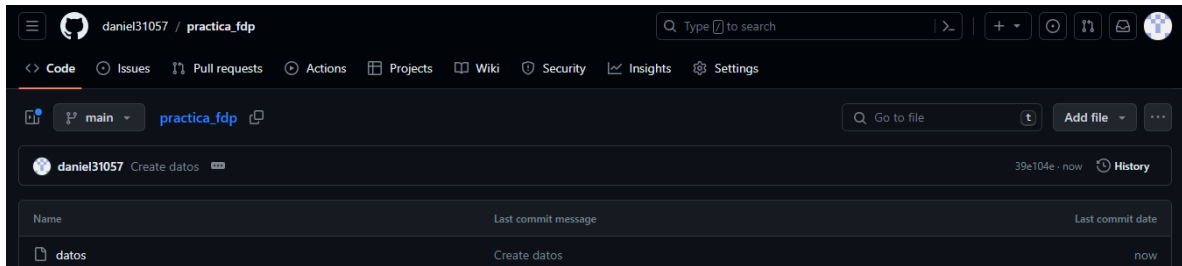 daniel31057 / practica_fdp Type / to search
Code Issues Pull requests Actions Projects Wiki Security Insights Settings
main practica_fdp Go to file t Add file
daniel31057 Create datos 39e104e · now History
Name Last commit message Last commit date
datos Create datos now